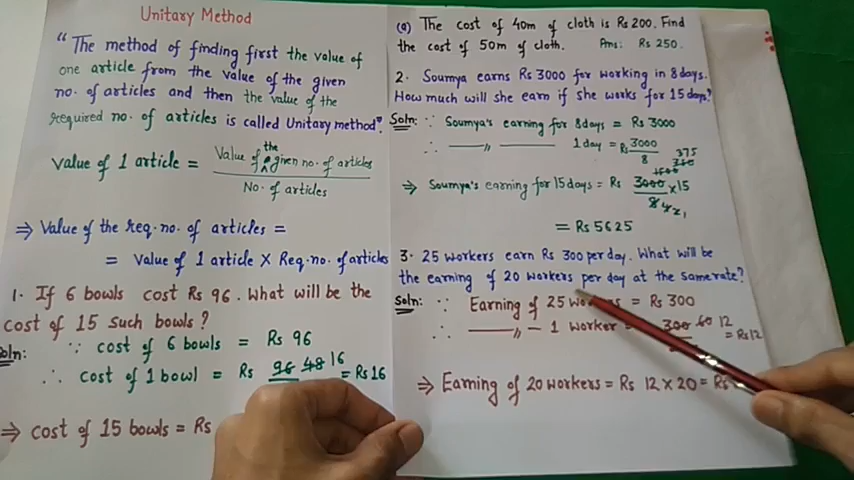 Unitary Method
"The method of finding first the value of
one article from the value of the given
no. of articles and then the value of the
required no. of articles is called Unitary method".
Value of 1 article = Value of the given no. of articles
No. of articles
⇒ Value of the req. no. of articles =
= Value of 1 article X Req. no. of articles
1. If 6 bowls cost Rs 96. What will be the
cost of 15 such bowls?
Soln:
∵ cost of 6 bowls = Rs 96
∴ cost of 1 bowl = Rs 96 48 16 = Rs 16
⇒ cost of 15 bowls = Rs
(Q) The cost of 40m of cloth is Rs 200. Find
the cost of 50m of cloth. Ans: Rs 250.
2. Soumya earns Rs 3000 for working in 8 days.
How much will she earn if she works for 15 days?
Soln: ∵ Soumya's earning for 8 days = Rs 3000
∴ —〃— 1 day = Rs 3000
8
375
⇒ Soumya's earning for 15 days = Rs 3000 x 15
8 4 2 1
= Rs 5625
3. 25 workers earn Rs 300 per day. What will be
the earning of 20 workers per day at the same rate?
Soln: ∵ Earning of 25 = Rs 300
∴ —〃— 1 worker = 300 60 12 = Rs 12
⇒ Earning of 20 workers = Rs 12 x 20 = Rs